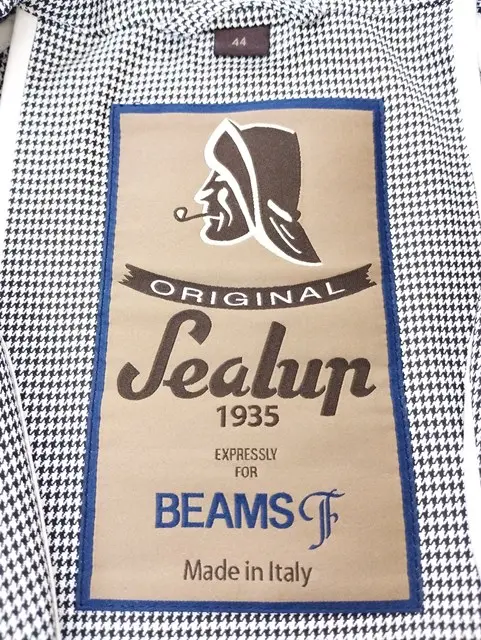 44
ORIGINAL
Sealup
1935
EXPRESSLY
FOR
BEAMS F
Made in Italy